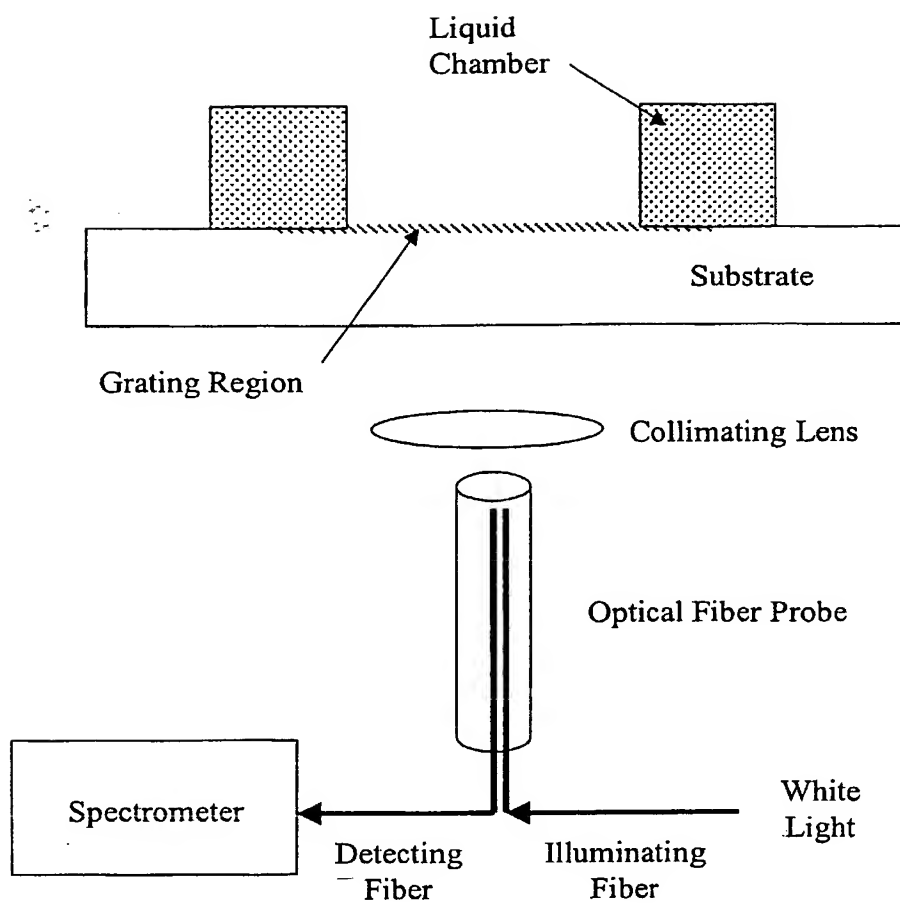 Liquid
Chamber
Substrate
Grating Region
Collimating Lens
Optical Fiber Probe
Spectrometer
White
Light
Detecting
Fiber
Illuminating
Fiber